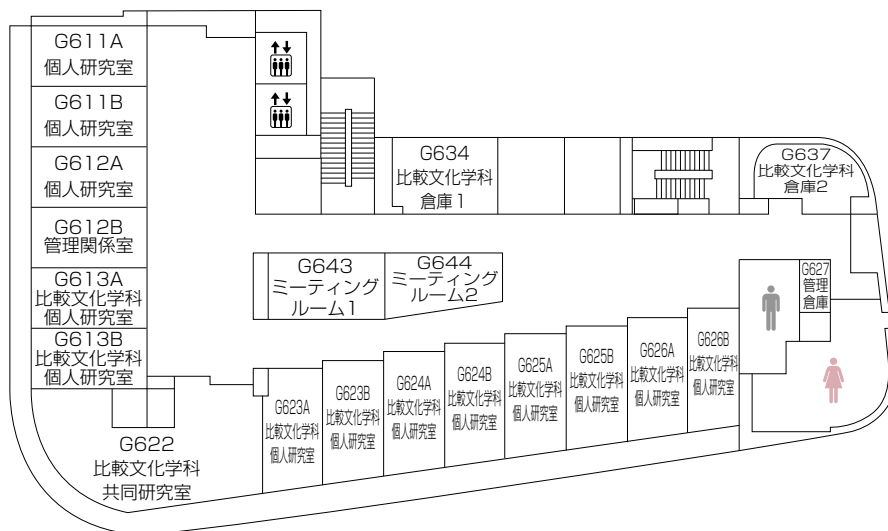 G611A
個人研究室
G611B
個人研究室
G612A
個人研究室
G612B
管理関係室
G613A
比較文化学科
個人研究室
G613B
比較文化学科
個人研究室
G622
比較文化学科
共同研究室
G634
比較文化学科
倉庫1
G637
比較文化学科
倉庫2
G643
ミーティング
ルーム1
G644
ミーティング
ルーム2
G627
管理
倉庫
G623A
比較文化学科
個人研究室
G623B
比較文化学科
個人研究室
G624A
比較文化学科
個人研究室
G624B
比較文化学科
個人研究室
G625A
比較文化学科
個人研究室
G625B
比較文化学科
個人研究室
G626A
比較文化学科
個人研究室
G626B
比較文化学科
個人研究室